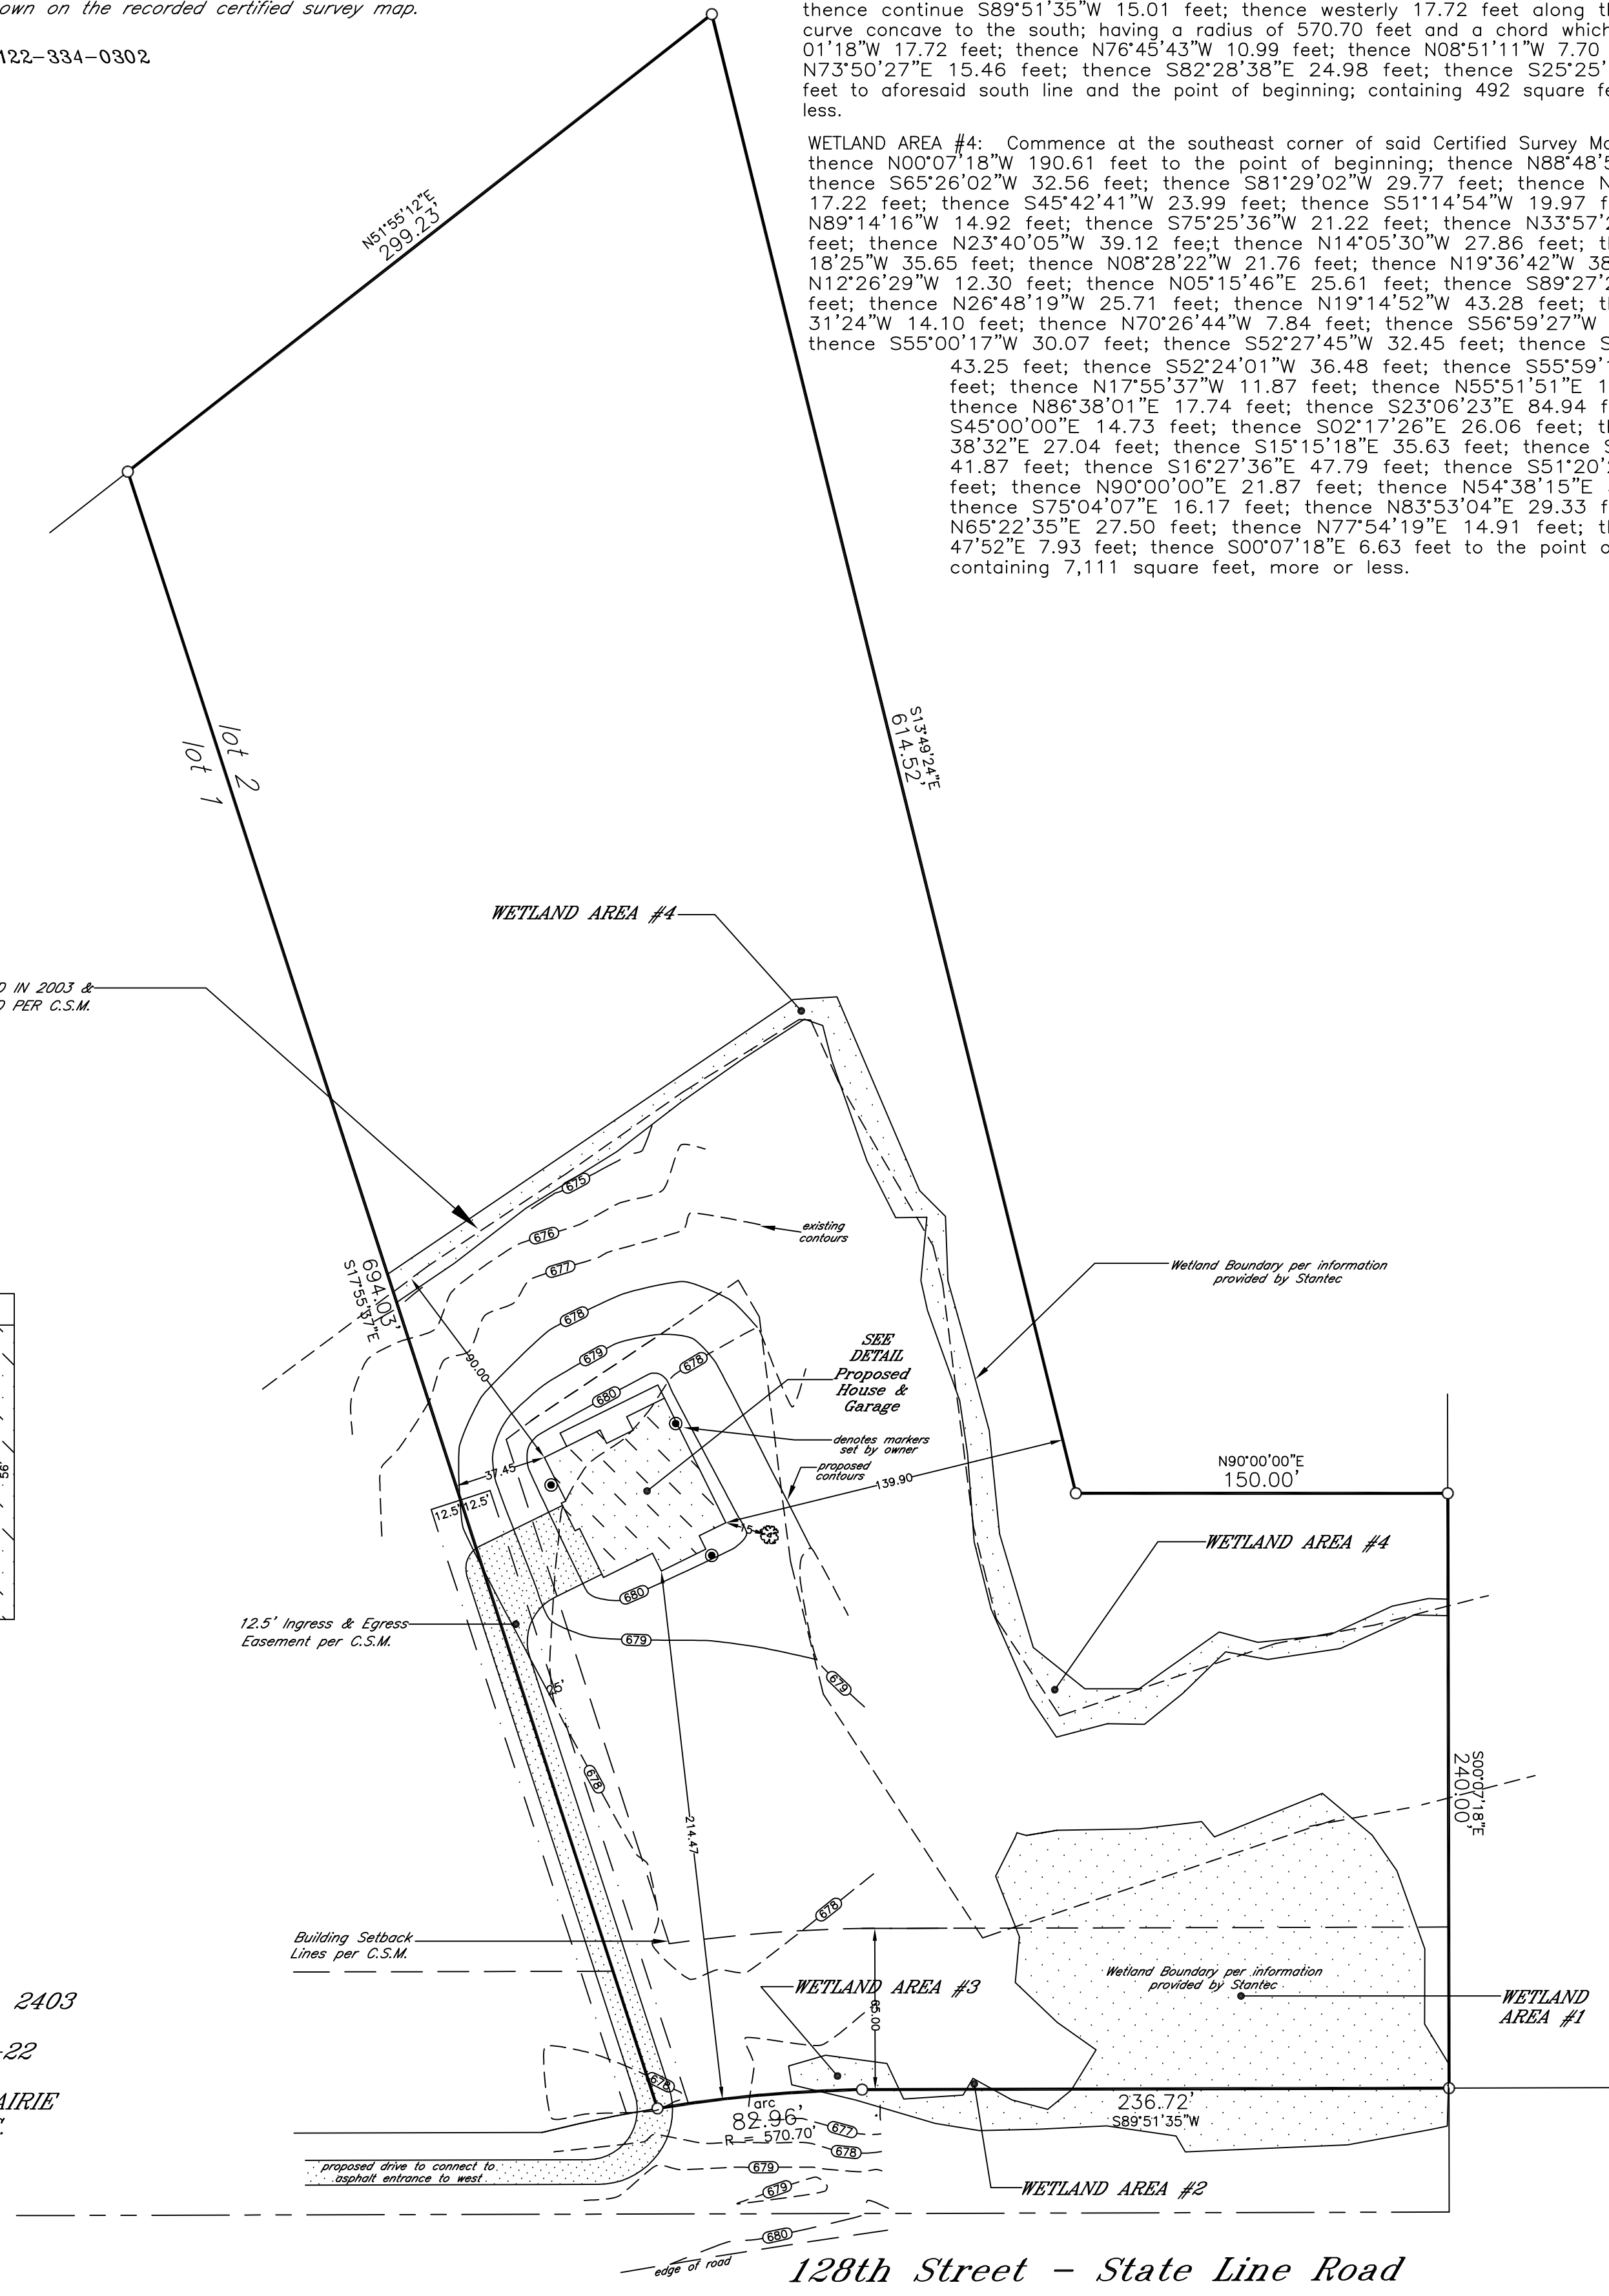 own on the recorded certified survey map.
122-334-0302
thence continue S89°51'35"W 15.01 feet; thence westerly 17.72 feet along th
curve concave to the south; having a radius of 570.70 feet and a chord which
01'18"W 17.72 feet; thence N76°45'43"W 10.99 feet; thence N08°51'11"W 7.70
N73°50'27"E 15.46 feet; thence S82°28'38"E 24.98 feet; thence S25°25'
feet to aforesaid south line and the point of beginning; containing 492 square fe
less.
WETLAND AREA #4: Commence at the southeast corner of said Certified Survey Ma
thence N00°07'18"W 190.61 feet to the point of beginning; thence N88°48'5
thence S65°26'02"W 32.56 feet; thence S81°29'02"W 29.77 feet; thence N
17.22 feet; thence S45°42'41"W 23.99 feet; thence S51°14'54"W 19.97 f
N89°14'16"W 14.92 feet; thence S75°25'36"W 21.22 feet; thence N33°57'2
feet; thence N23°40'05"W 39.12 fee;t thence N14°05'30"W 27.86 feet; th
18'25"W 35.65 feet; thence N08°28'22"W 21.76 feet; thence N19°36'42"W 38
N12°26'29"W 12.30 feet; thence N05°15'46"E 25.61 feet; thence S89°27'2
feet; thence N26°48'19"W 25.71 feet; thence N19°14'52"W 43.28 feet; th
31'24"W 14.10 feet; thence N70°26'44"W 7.84 feet; thence S56°59'27"W
thence S55°00'17"W 30.07 feet; thence S52°27'45"W 32.45 feet; thence S
43.25 feet; thence S52°24'01"W 36.48 feet; thence S55°59'1
feet; thence N17°55'37"W 11.87 feet; thence N55°51'51"E 1
thence N86°38'01"E 17.74 feet; thence S23°06'23"E 84.94 f
S45°00'00"E 14.73 feet; thence S02°17'26"E 26.06 feet; th
38'32"E 27.04 feet; thence S15°15'18"E 35.63 feet; thence S
41.87 feet; thence S16°27'36"E 47.79 feet; thence S51°20'
feet; thence N90°00'00"E 21.87 feet; thence N54°38'15"E
thence S75°04'07"E 16.17 feet; thence N83°53'04"E 29.33 f
N65°22'35"E 27.50 feet; thence N77°54'19"E 14.91 feet; th
47'52"E 7.93 feet; thence S00°07'18"E 6.63 feet to the point o
containing 7,111 square feet, more or less.
N51°55'12"E
299.23'
S13°49'24"E
614.52'
lot 2
lot 1
WETLAND AREA #4
D IN 2003 &
D PER C.S.M.
675
676
677
existing
contours
694.03'
S17°55'37"E
Wetland Boundary per information
provided by Stantec
678
679
678
680
90.00
SEE
DETAIL
Proposed
House &
Garage
denotes markers
set by owner
proposed
contours
37.45
139.90
N90°00'00"E
150.00'
56'
12.5'
12.5'
15
WETLAND AREA #4
680
679
679
12.5' Ingress & Egress
Easement per C.S.M.
25'
678
214.47
S00°07'18"E
240.00'
678
Building Setback
Lines per C.S.M.
65.00
WETLAND AREA #3
Wetland Boundary per information
provided by Stantec
WETLAND
AREA #1
2403
-22
AIRIE
678
arc
82.96'
R = 570.70'
236.72'
S89°51'35"W
677
678
679
679
680
proposed drive to connect to
asphalt entrance to west
WETLAND AREA #2
edge of road
128th Street - State Line Road